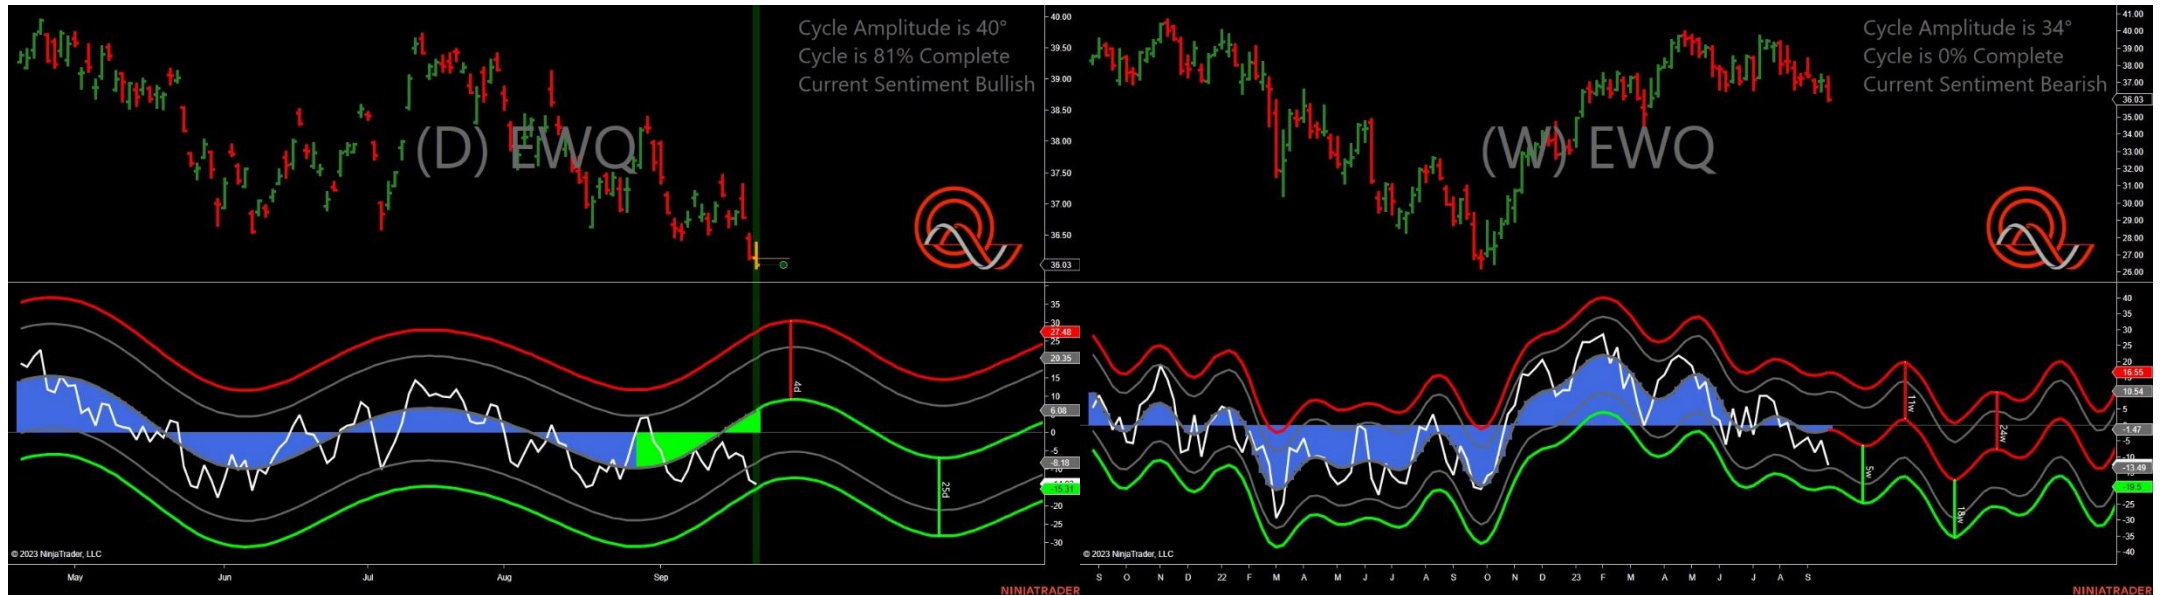 Cycle Amplitude is 40°
Cycle is 81% Complete
Current Sentiment Bullish
(D) EWQ
40.00
39.50
39.00
38.50
38.00
37.50
37.00
36.50
36.03
35
30
27.48
25
20.35
15
10
6.08
5
0
-5
-8.18
-15.31
-20
-25
-30
4d
25d
© 2023 NinjaTrader, LLC
May Jun Jul Aug Sep
NINJATRADER
Cycle Amplitude is 34°
Cycle is 0% Complete
Current Sentiment Bearish
(W) EWQ
41.00
40.00
39.00
38.00
37.00
36.03
35.00
34.00
33.00
32.00
31.00
30.00
29.00
28.00
27.00
26.00
40
35
30
25
20
16.55
10.54
5
-1.47
-5
-10
-13.49
-19.5
-25
-30
-35
-40
11w
24w
5w
18w
© 2023 NinjaTrader, LLC
S O N D 22 F M A M J J A S O N D 23 F M A M J J A S
NINJATRADER